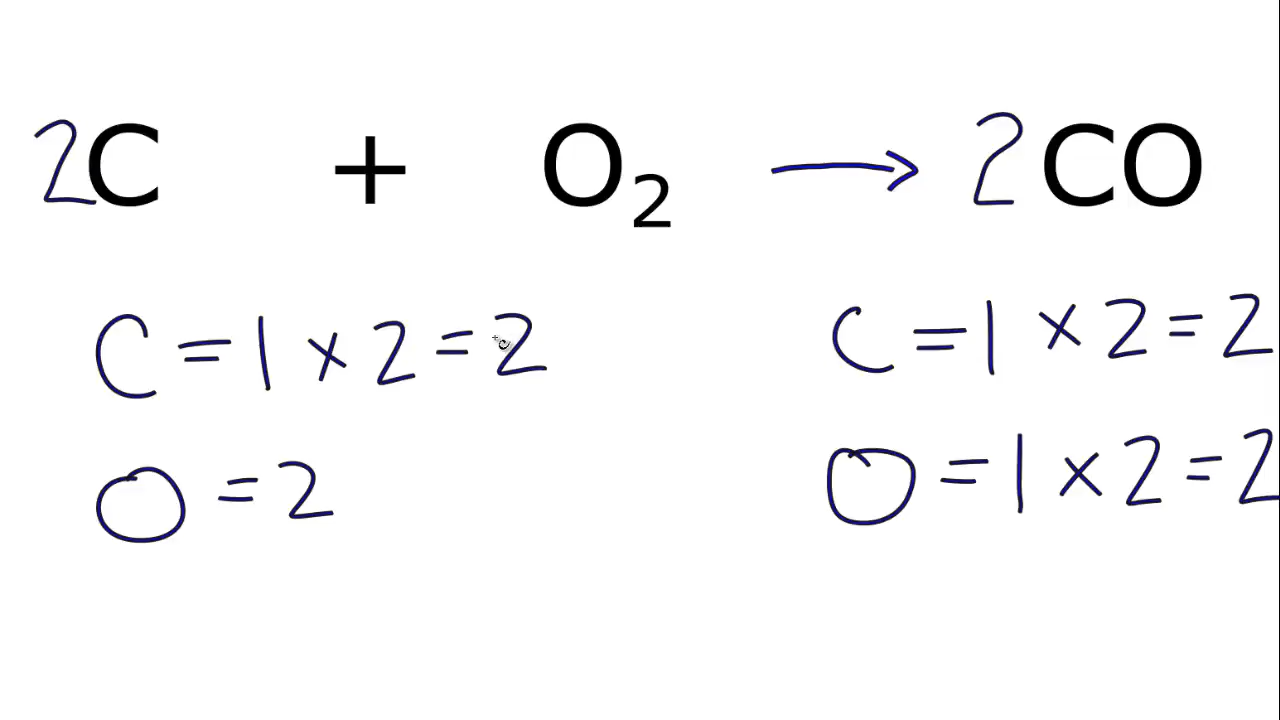 2C + O₂ → 2CO
C = 1 × 2 = 2 C = 1 × 2 = 2
O = 2 O = 1 × 2 = 2